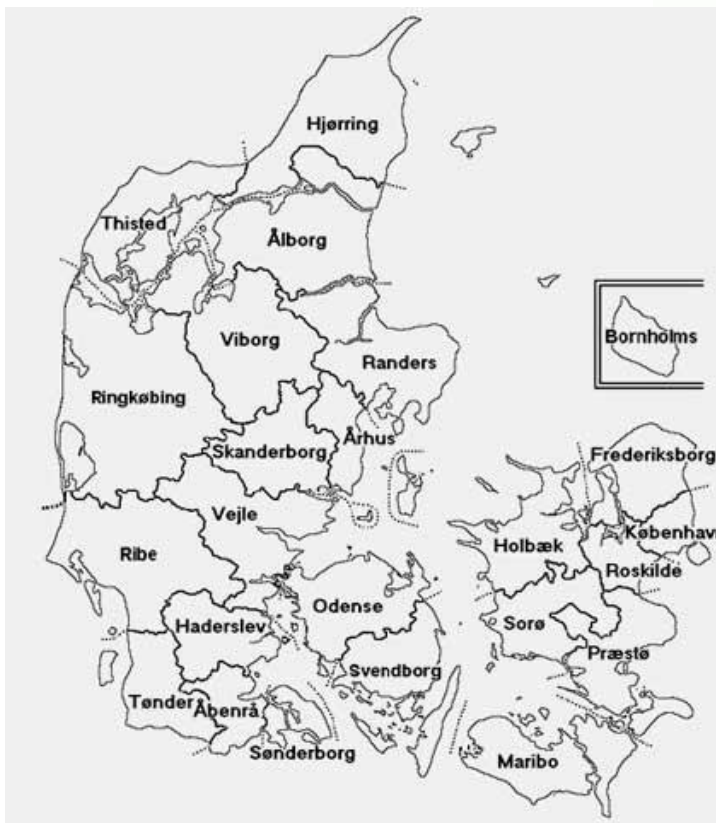 Hjørring
Thisted
Ålborg
Viborg
Bornholms
Randers
Ringkøbing
Århus
Skanderborg
Frederiksborg
Vejle
København
Ribe
Holbæk
Roskilde
Odense
Haderslev
Sorø
Præstø
Svendborg
Tønder
Åbenrå
Sønderborg
Maribo